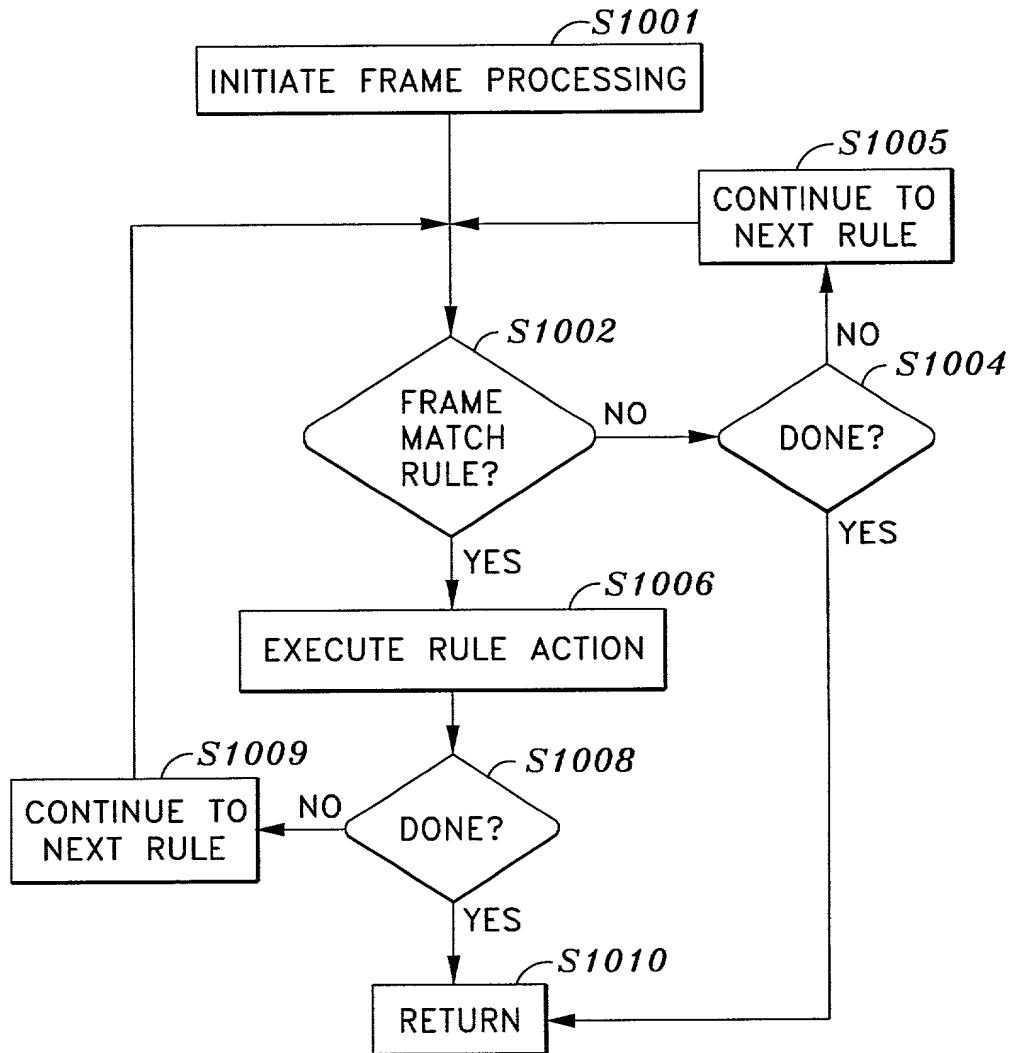 S1001
INITIATE FRAME PROCESSING
S1005
CONTINUE TO
NEXT RULE
S1002
NO
S1004
FRAME
MATCH
RULE?
NO
DONE?
YES
YES
S1006
EXECUTE RULE ACTION
S1009
S1008
CONTINUE TO
NEXT RULE
NO
DONE?
YES
S1010
RETURN